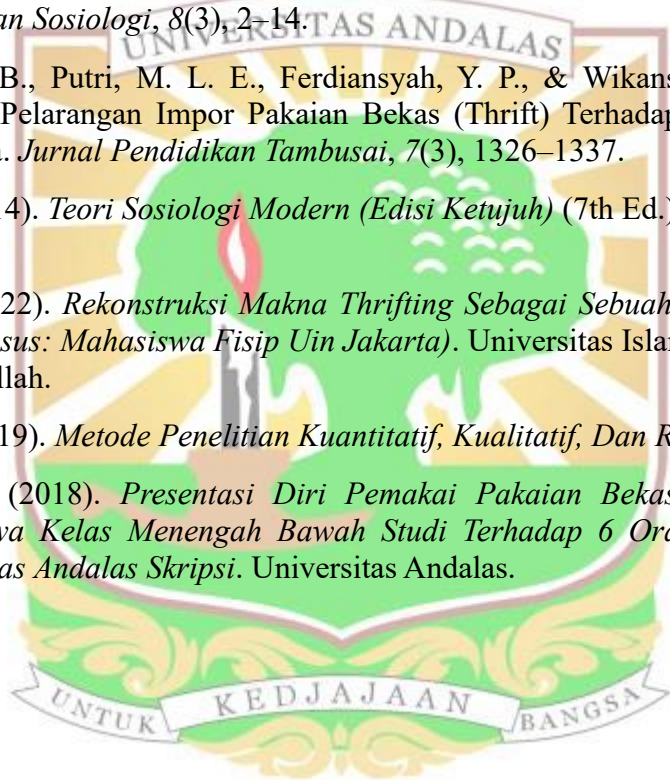 an Sosiologi, 8(3), 2–14.
UNIVERSITAS ANDALAS
B., Putri, M. L. E., Ferdiansyah, Y. P., & Wikans
Pelarangan Impor Pakaian Bekas (Thrift) Terhadap
. Jurnal Pendidikan Tambusai, 7(3), 1326–1337.
14). Teori Sosiologi Modern (Edisi Ketujuh) (7th Ed.)
22). Rekonstruksi Makna Thrifting Sebagai Sebuah
sus: Mahasiswa Fisip Uin Jakarta). Universitas Islam
llah.
19). Metode Penelitian Kuantitatif, Kualitatif, Dan R
(2018). Presentasi Diri Pemakai Pakaian Bekas
wa Kelas Menengah Bawah Studi Terhadap 6 Ora
as Andalas Skripsi. Universitas Andalas.
UNTUK KEDJAJAAN BANGSA